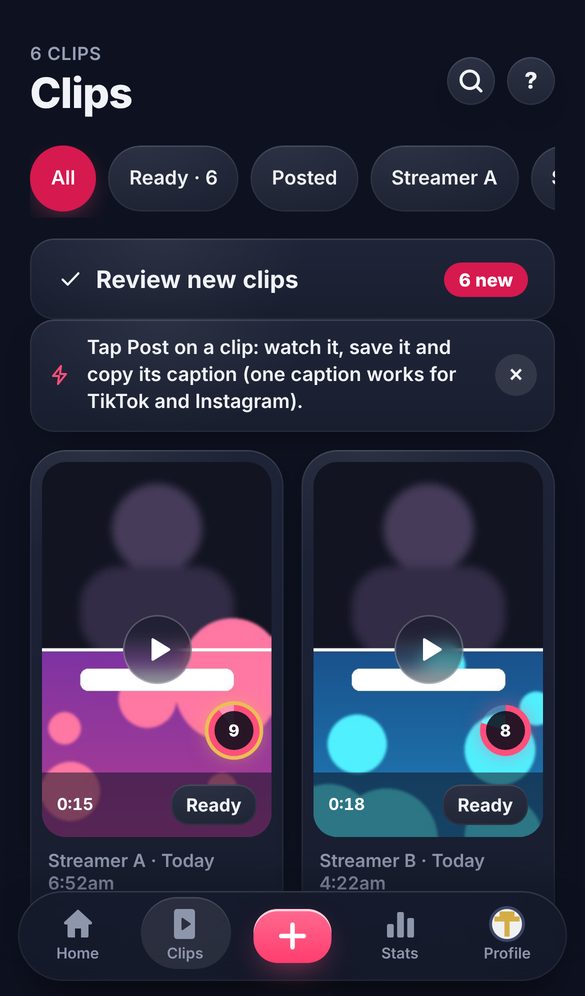 6 CLIPS
Clips
?
All
Ready · 6
Posted
Streamer A
Review new clips
6 new
Tap Post on a clip: watch it, save it and
copy its caption (one caption works for
TikTok and Instagram).
9
8
0:15
Ready
0:18
Ready
Streamer A · Today
6:52am
Streamer B · Today
4:22am
Home
Clips
Stats
Profile